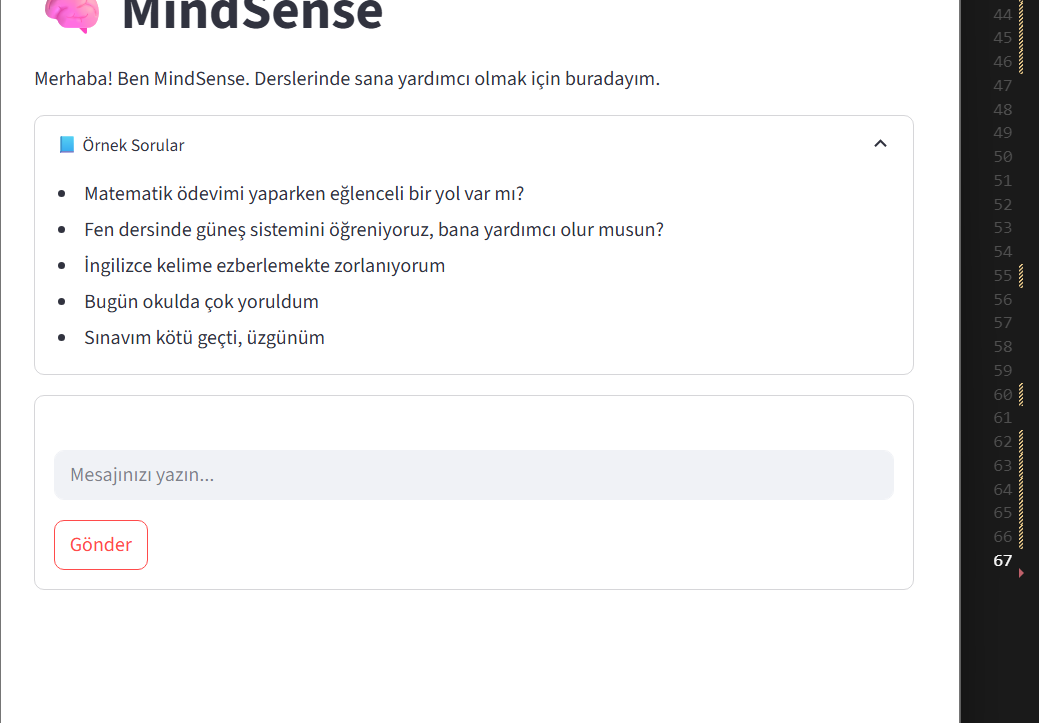 MindSense
Merhaba! Ben MindSense. Derslerinde sana yardımcı olmak için buradayım.
Örnek Sorular
Matematik ödevimi yaparken eğlenceli bir yol var mı?
Fen dersinde güneş sistemini öğreniyoruz, bana yardımcı olur musun?
İngilizce kelime ezberlemekte zorlanıyorum
Bugün okulda çok yoruldum
Sınavım kötü geçti, üzgünüm
Mesajınızı yazın...
Gönder
44
45
46
47
48
49
50
51
52
53
54
55
56
57
58
59
60
61
62
63
64
65
66
67